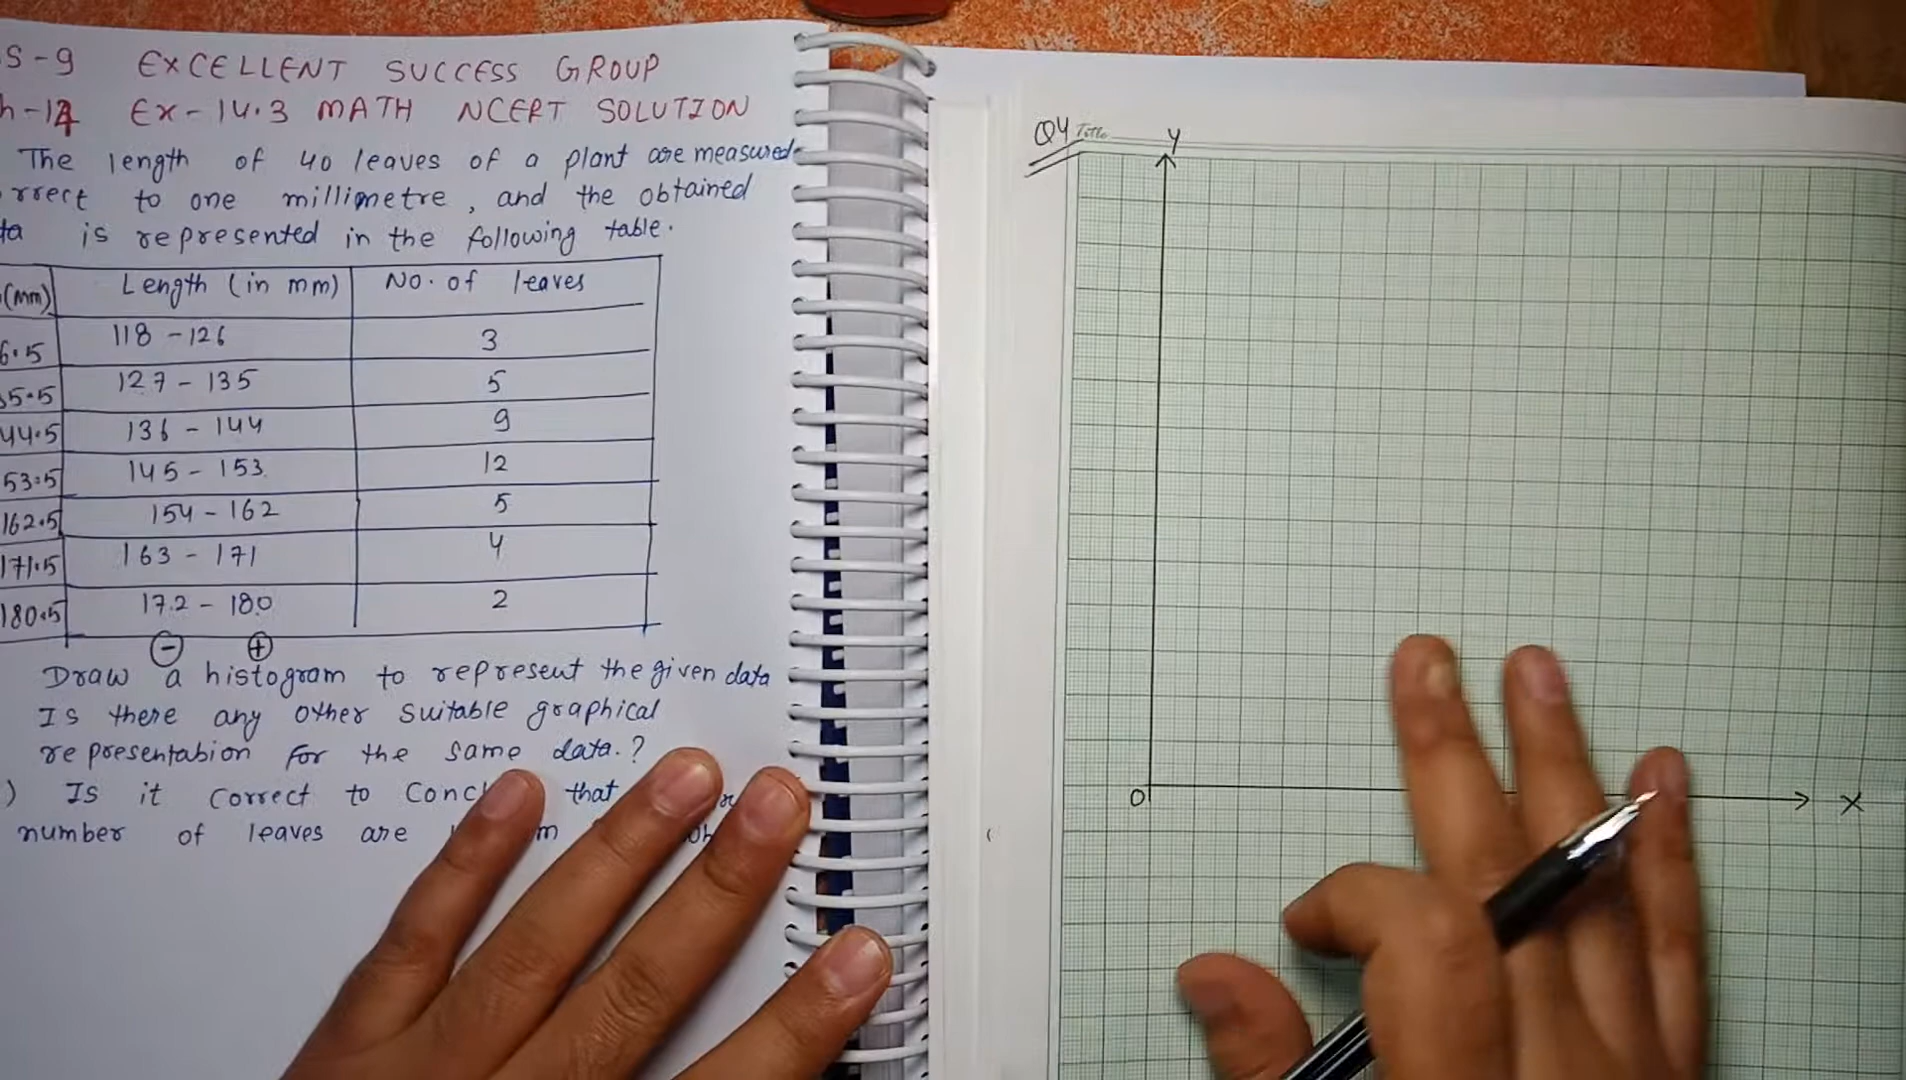 S-9 EXCELLENT SUCCESS GROUP
h-14 Ex-14.3 MATH NCERT SOLUTION
The length of 40 leaves of a plant are measured
rrect to one millimetre, and the obtained
ta is represented in the following table.
(mm) Length (in mm) No. of leaves
6.5 118 - 126 3
35.5 127 - 135 5
44.5 136 - 144 9
53.5 145 - 153 12
162.5 154 - 162 5
171.5 163 - 171 4
180.5 172 - 180 2
- +
Draw a histogram to represent the given data
Is there any other suitable graphical
representation for the same data.?
) Is it correct to Conc that
number of leaves are
Q4 Title Y
O X